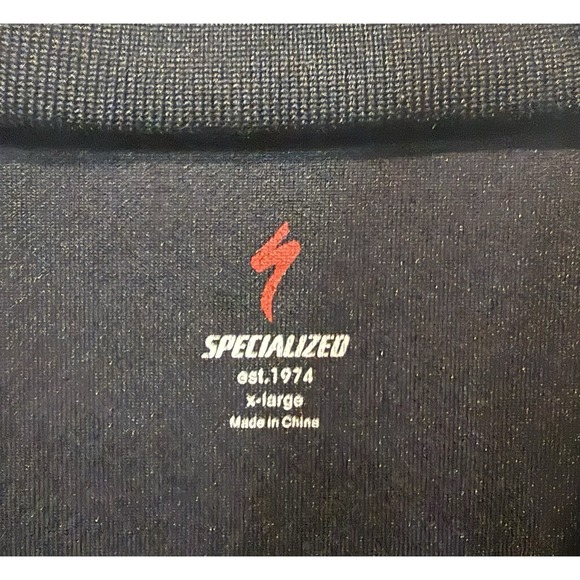 SPECIALIZED
est.1974
x-large
Made in China